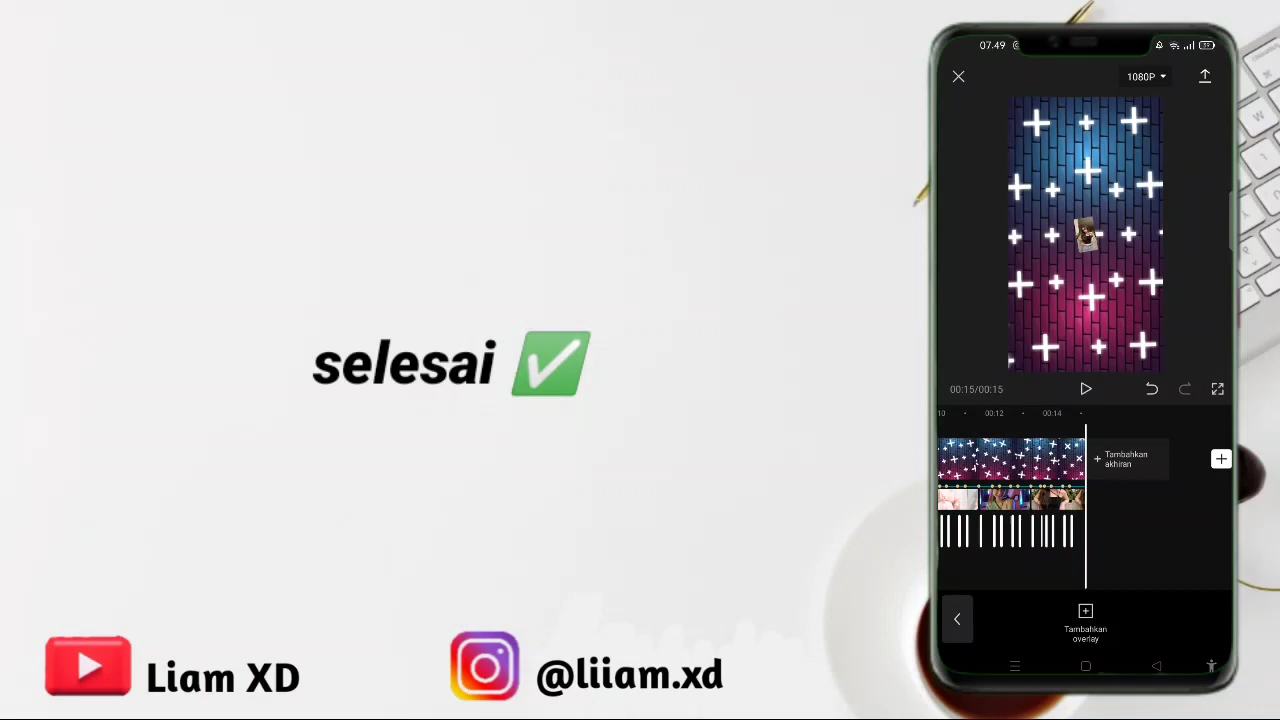 07.49
1080P
selesai ✅
00:15/00:15
10
00:12
00:14
+ Tambahkan
akhiran
Tambahkan
overlay
Liam XD
@liiam.xd